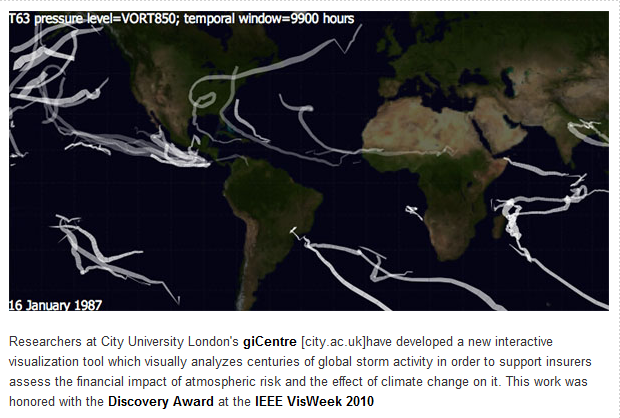 T63 pressure level=VORT850; temporal window=9900 hours
16 January 1987
Researchers at City University London's giCentre [city.ac.uk]have developed a new interactive
visualization tool which visually analyzes centuries of global storm activity in order to support insurers
assess the financial impact of atmospheric risk and the effect of climate change on it. This work was
honored with the Discovery Award at the IEEE VisWeek 2010